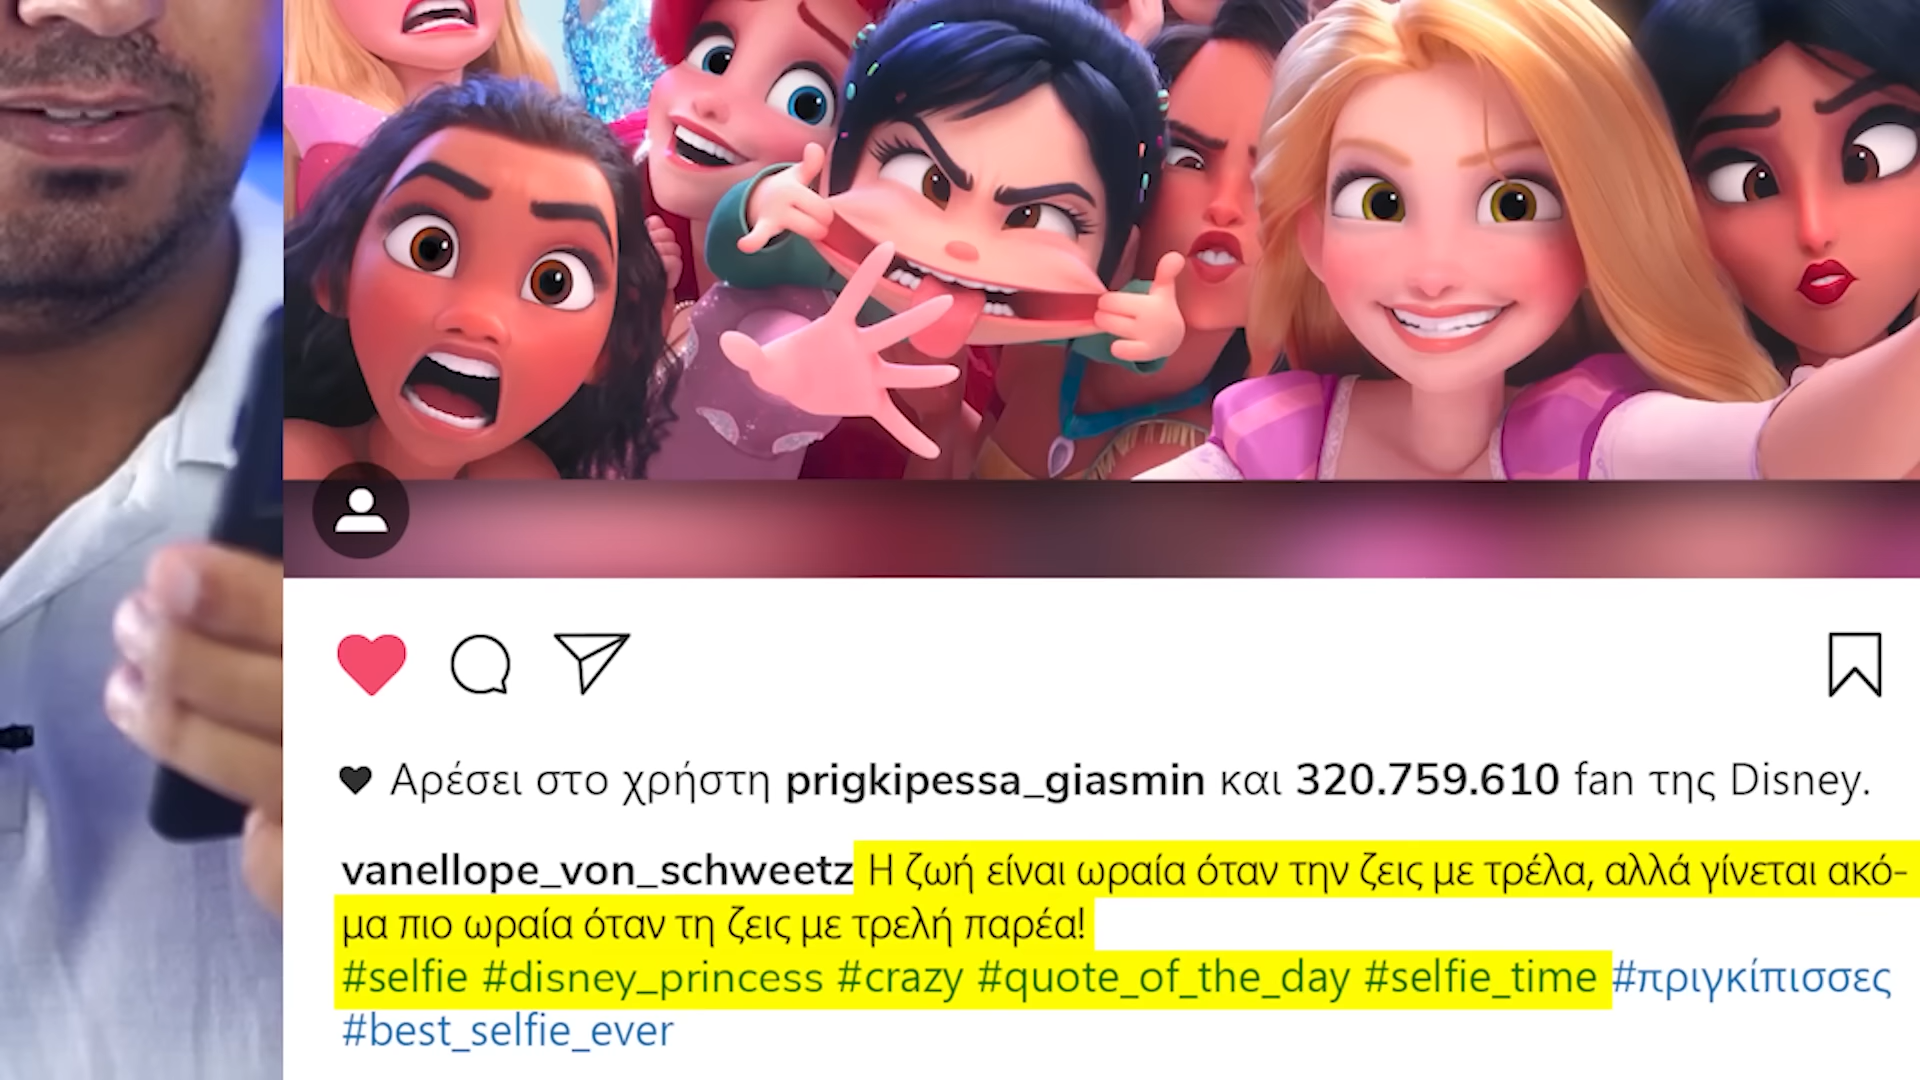 Αρέσει στο χρήστη prigkipessa_giasmin και 320.759.610 fan της Disney.
vanellope_von_schweetz Η ζωή είναι ωραία όταν την ζεις με τρέλα, αλλά γίνεται ακό-
μα πιο ωραία όταν τη ζεις με τρελή παρέα!
#selfie #disney_princess #crazy #quote_of_the_day #selfie_time #πριγκίπισσες
#best_selfie_ever